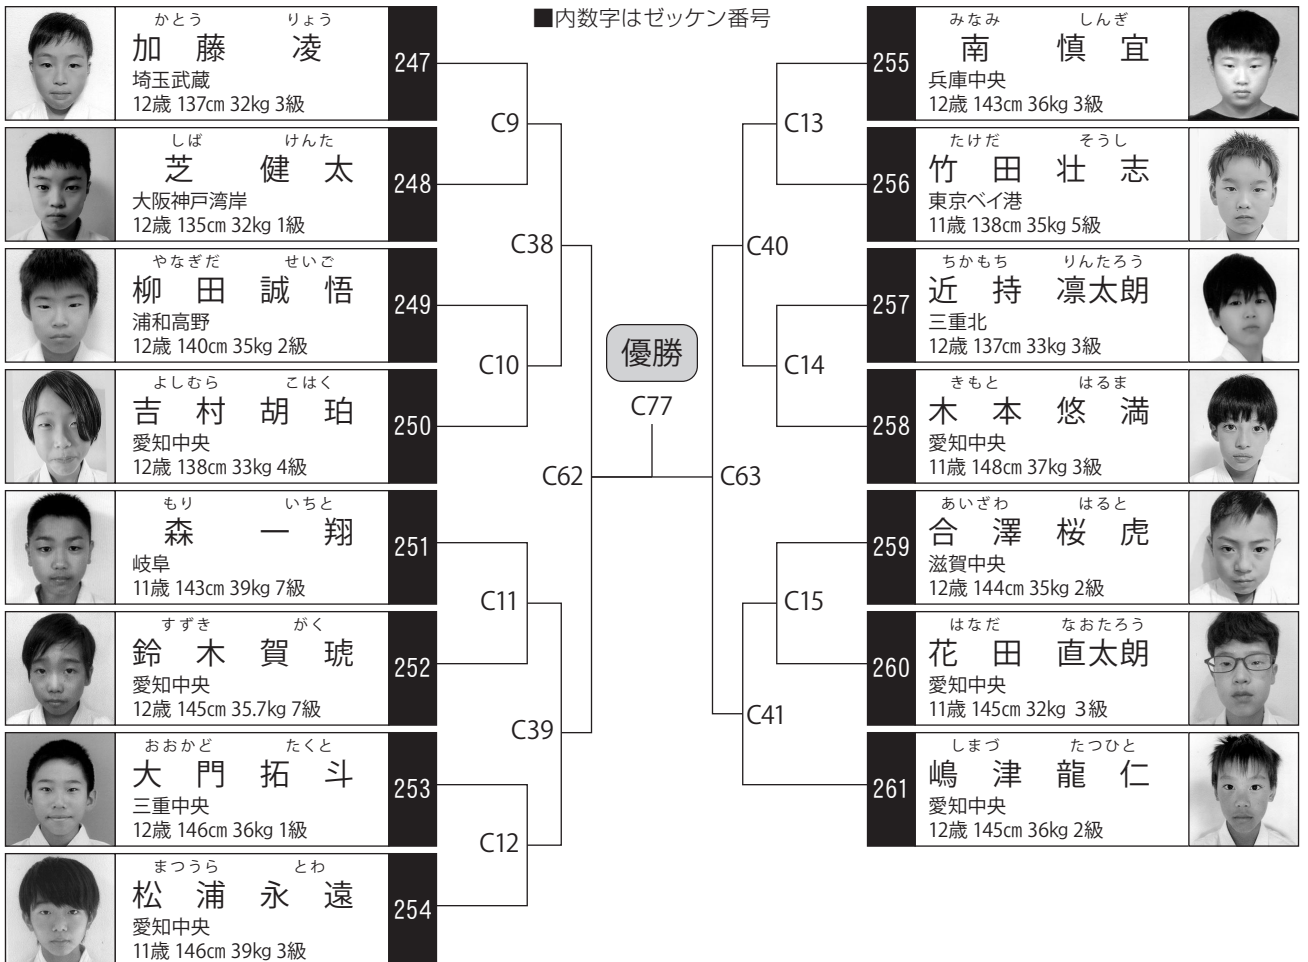 ■内数字はゼッケン番号
かとう りょう
加藤 凌
埼玉武蔵
12歳 137cm 32kg 3級
247
しば けんた
芝 健太
大阪神戸湾岸
12歳 135cm 32kg 1級
248
やなぎだ せいご
柳田 誠悟
浦和高野
12歳 140cm 35kg 2級
249
よしむら こはく
吉村 胡珀
愛知中央
12歳 138cm 33kg 4級
250
もり いちと
森 一翔
岐阜
11歳 143cm 39kg 7級
251
すずき がく
鈴木 賀琥
愛知中央
12歳 145cm 35.7kg 7級
252
おおかど たくと
大門 拓斗
三重中央
12歳 146cm 36kg 1級
253
まつうら とわ
松浦 永遠
愛知中央
11歳 146cm 39kg 3級
254
C9
C38
C10
C62
C11
C39
C12
優勝
C77
C13
C40
C14
C63
C15
C41
255
みなみ しんぎ
南 慎宜
兵庫中央
12歳 143cm 36kg 3級
256
たけだ そうし
竹田 壮志
東京ベイ港
11歳 138cm 35kg 5級
257
ちかもち りんたろう
近持 凛太朗
三重北
12歳 137cm 33kg 3級
258
きもと はるま
木本 悠満
愛知中央
11歳 148cm 37kg 3級
259
あいざわ はると
合澤 桜虎
滋賀中央
12歳 144cm 35kg 2級
260
はなだ なおたろう
花田 直太朗
愛知中央
11歳 145cm 32kg 3級
261
しまづ たつひと
嶋津 龍仁
愛知中央
12歳 145cm 36kg 2級